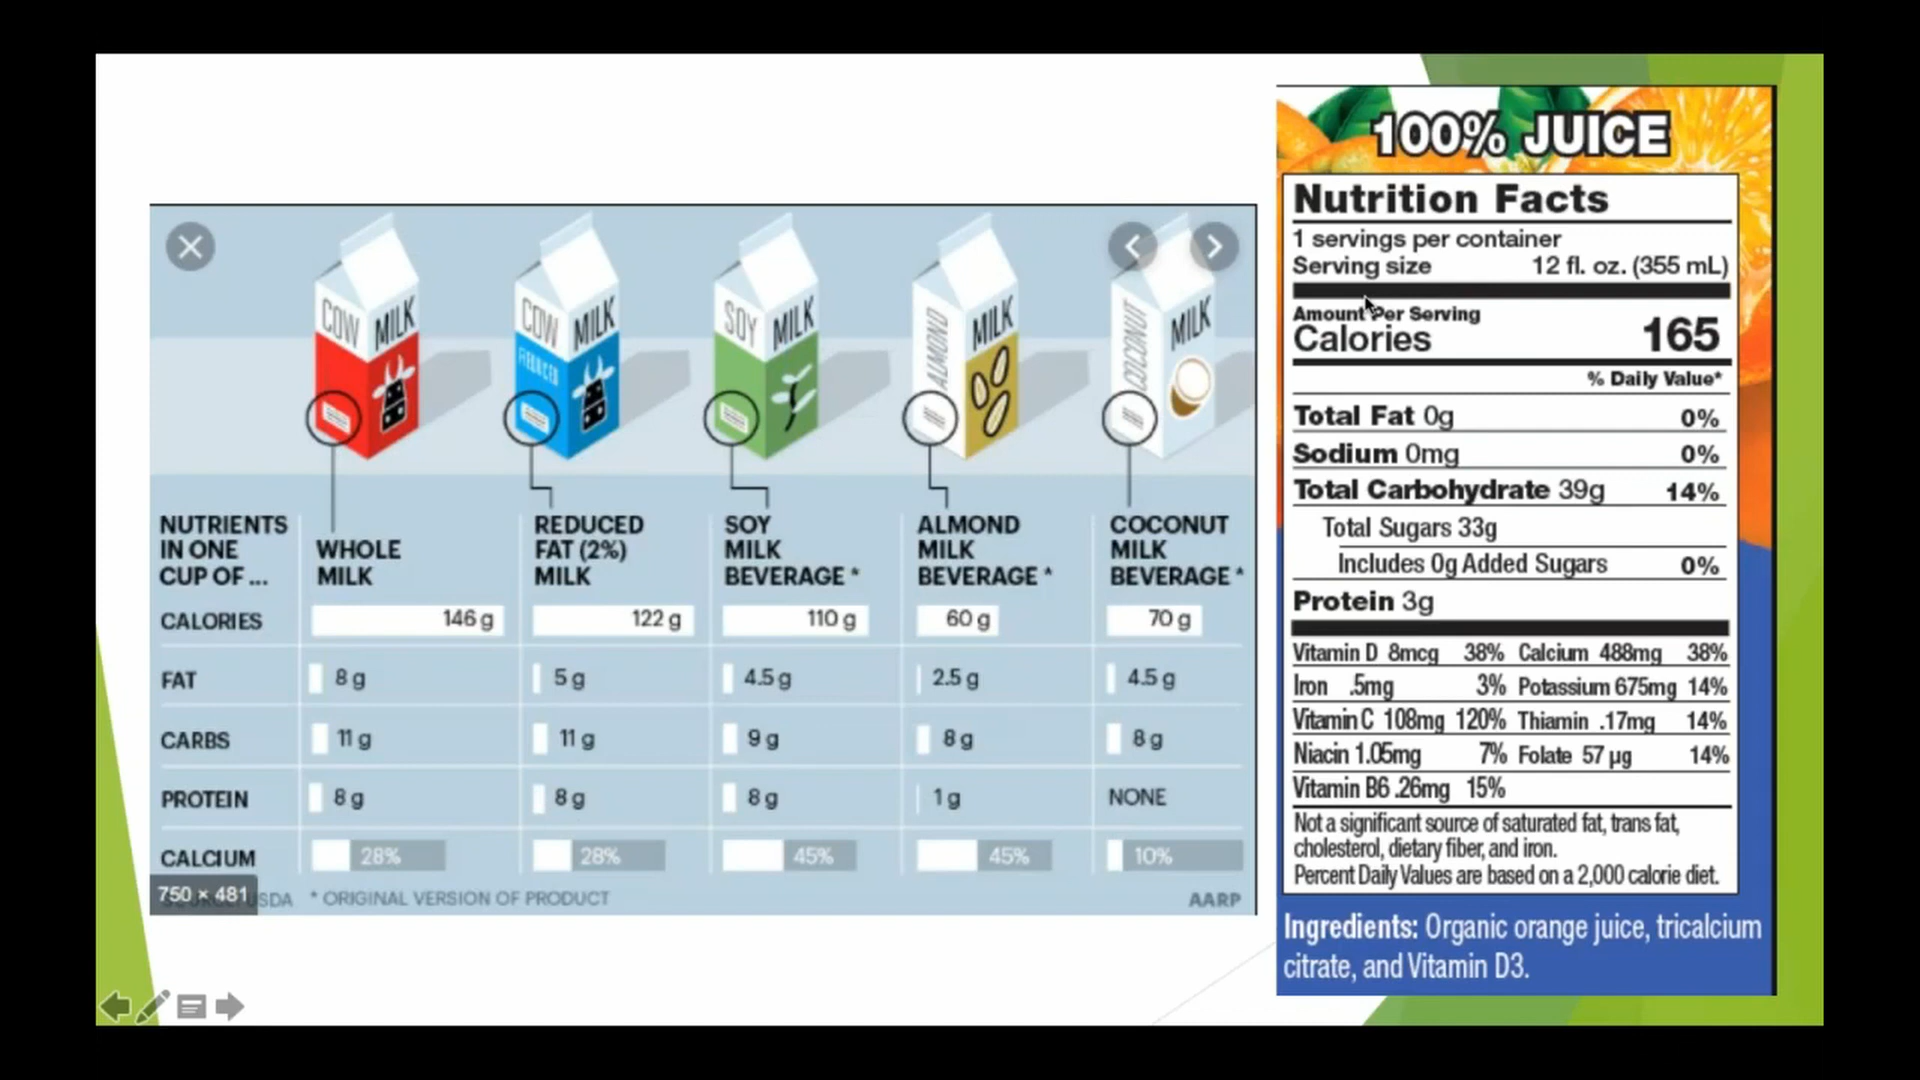 COW MILK
COW MILK
REDUCED
SOY MILK
ALMOND MILK
COCONUT MILK
NUTRIENTS
IN ONE
CUP OF ...
WHOLE
MILK
REDUCED
FAT (2%)
MILK
SOY
MILK
BEVERAGE *
ALMOND
MILK
BEVERAGE *
COCONUT
MILK
BEVERAGE *
CALORIES 146 g 122 g 110 g 60 g 70 g
FAT 8 g 5 g 4.5 g 2.5 g 4.5 g
CARBS 11 g 11 g 9 g 8 g 8 g
PROTEIN 8 g 8 g 8 g 1 g NONE
CALCIUM 28% 28% 45% 45% 10%
750 × 481 USDA * ORIGINAL VERSION OF PRODUCT AARP
100% JUICE
Nutrition Facts
1 servings per container
Serving size 12 fl. oz. (355 mL)
Amount Per Serving
Calories 165
% Daily Value*
Total Fat 0g 0%
Sodium 0mg 0%
Total Carbohydrate 39g 14%
Total Sugars 33g
Includes 0g Added Sugars 0%
Protein 3g
Vitamin D 8mcg 38% Calcium 488mg 38%
Iron .5mg 3% Potassium 675mg 14%
Vitamin C 108mg 120% Thiamin .17mg 14%
Niacin 1.05mg 7% Folate 57 µg 14%
Vitamin B6 .26mg 15%
Not a significant source of saturated fat, trans fat,
cholesterol, dietary fiber, and iron.
Percent Daily Values are based on a 2,000 calorie diet.
Ingredients: Organic orange juice, tricalcium
citrate, and Vitamin D3.